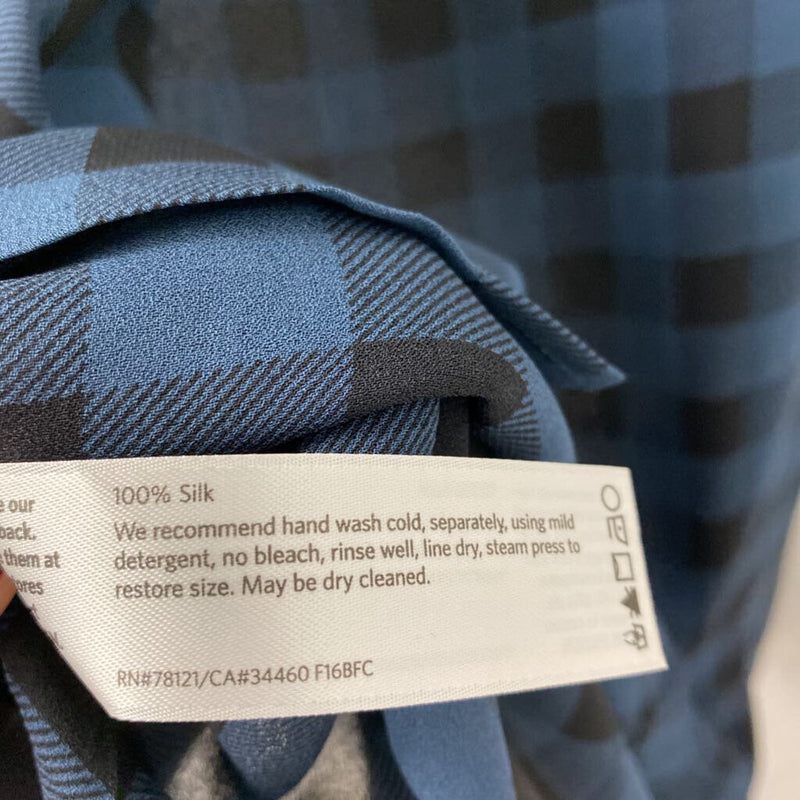 our
back.
them at
100% Silk
We recommend hand wash cold, separately, using mild
detergent, no bleach, rinse well, line dry, steam press to
restore size. May be dry cleaned.
RN#78121/CA#34460 F16BFC